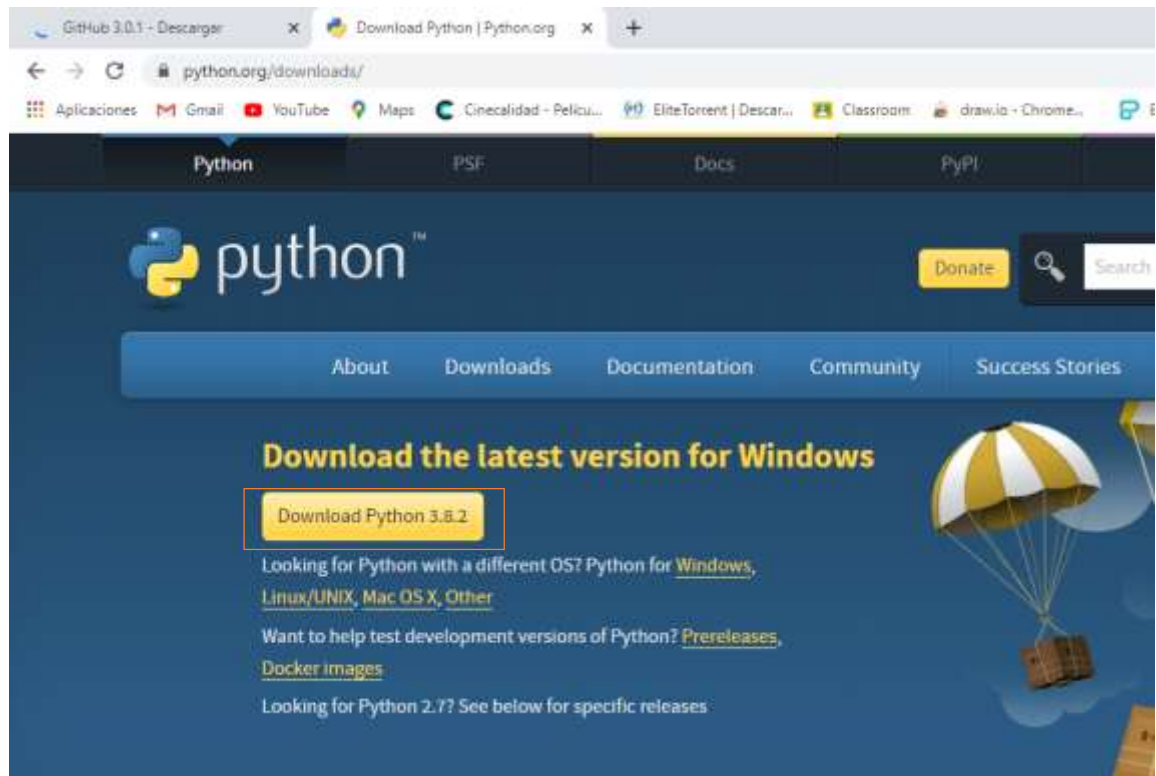 GitHub 3.0.1 - Descargar
Download Python | Python.org
python.org/downloads/
Aplicaciones Gmail YouTube Maps Cinecalidad - Pelicu... EliteTorrent | Descar... Classroom draw.io - Chrome...
Python PSF Docs PyPI
python™
Donate Search
About Downloads Documentation Community Success Stories
Download the latest version for Windows
Download Python 3.8.2
Looking for Python with a different OS? Python for Windows,
Linux/UNIX, Mac OS X, Other
Want to help test development versions of Python? Prereleases,
Docker images
Looking for Python 2.7? See below for specific releases